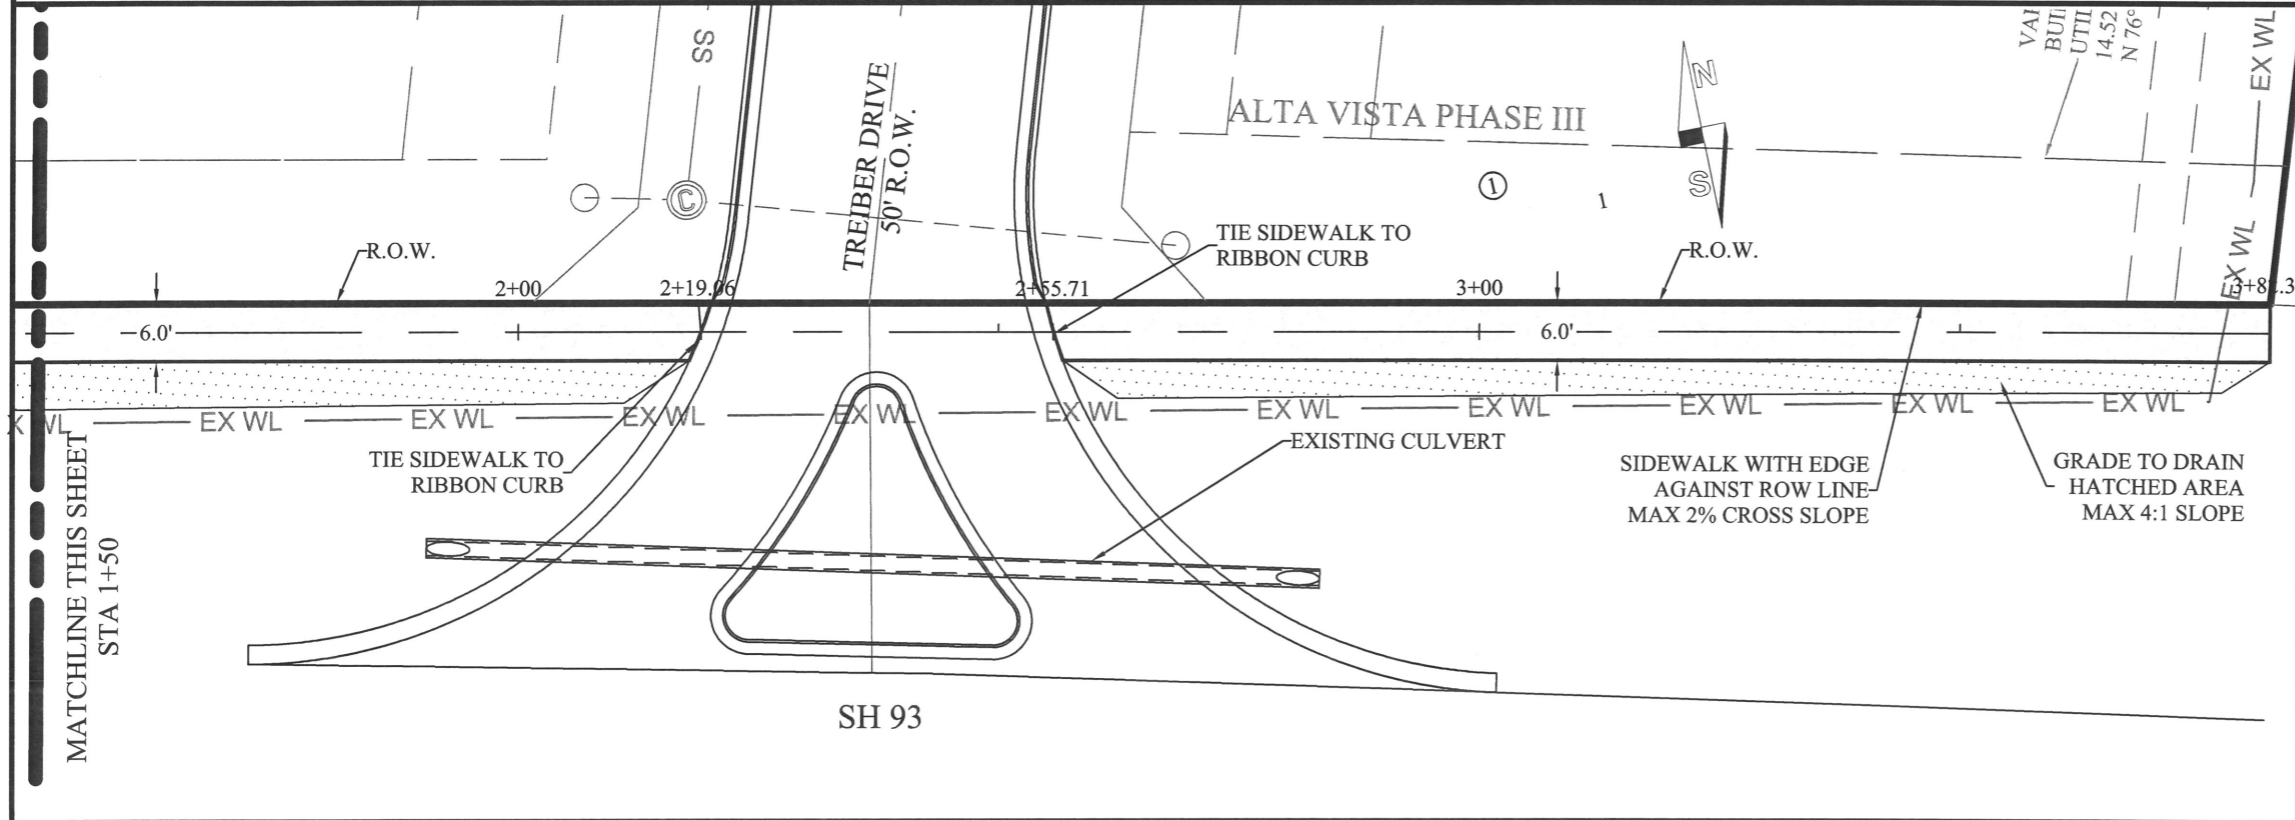 SS
TREIBER DRIVE
50' R.O.W.
ALTA VISTA PHASE III
N
S
14.52
N 76°
EX WL
EX WL
C
1
1
R.O.W.
TIE SIDEWALK TO
RIBBON CURB
R.O.W.
2+00
2+19.06
2+55.71
3+00
6.0'
6.0'
EX WL
EX WL
EX WL
EX WL
EX WL
EX WL
EX WL
EX WL
EX WL
EX WL
MATCHLINE THIS SHEET
STA 1+50
TIE SIDEWALK TO
RIBBON CURB
EXISTING CULVERT
SIDEWALK WITH EDGE
AGAINST ROW LINE
MAX 2% CROSS SLOPE
GRADE TO DRAIN
HATCHED AREA
MAX 4:1 SLOPE
SH 93